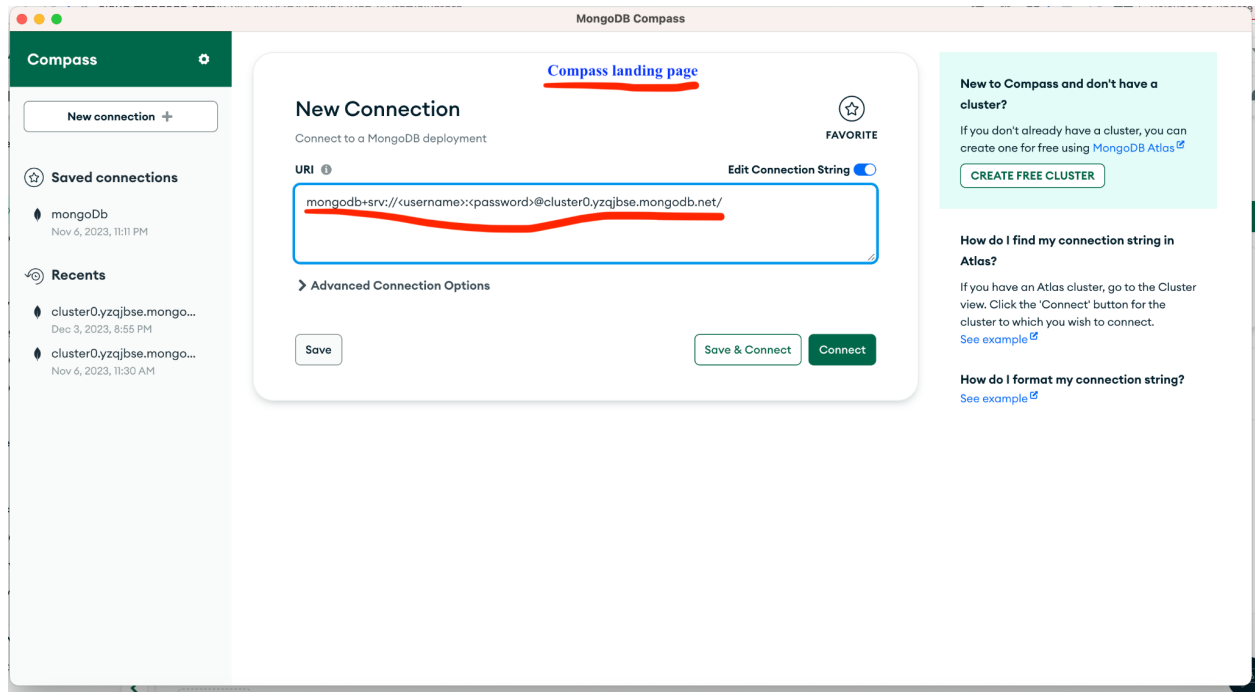 MongoDB Compass
Compass
New connection
Saved connections
mongoDb
Nov 6, 2023, 11:11 PM
Recents
cluster0.yzqjbse.mongo...
Dec 3, 2023, 8:55 PM
cluster0.yzqjbse.mongo...
Nov 6, 2023, 11:30 AM
Compass landing page
New Connection
FAVORITE
Connect to a MongoDB deployment
URI
Edit Connection String
mongodb+srv://<username>:<password>@cluster0.yzqjbse.mongodb.net/
Advanced Connection Options
Save
Save & Connect
Connect
New to Compass and don't have a
cluster?
If you don't already have a cluster, you can
create one for free using MongoDB Atlas
CREATE FREE CLUSTER
How do I find my connection string in
Atlas?
If you have an Atlas cluster, go to the Cluster
view. Click the 'Connect' button for the
cluster to which you wish to connect.
See example
How do I format my connection string?
See example